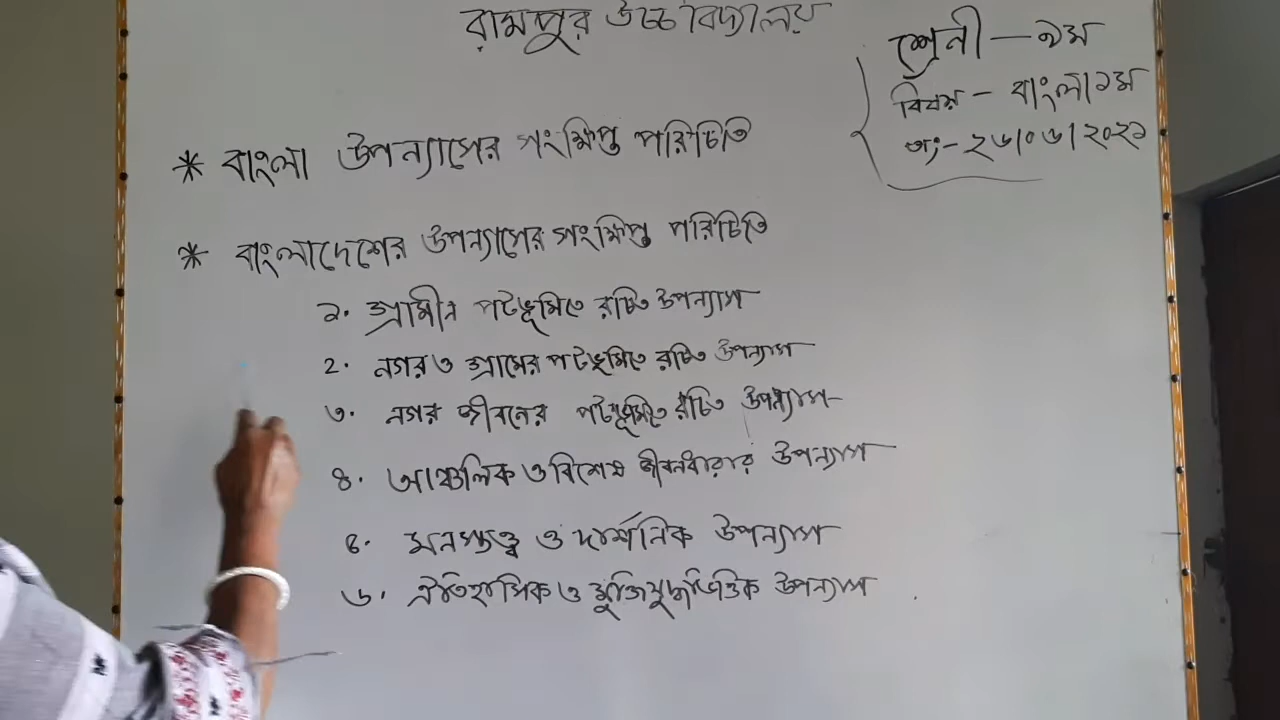 রামপুর উচ্চ বিদ্যালয়
শ্রেনী - ৯ম
বিষয় - বাংলা ১ম
তাং - ২৬।০৬।২০২১
* বাংলা উপন্যাসের সংক্ষিপ্ত পরিচিতি
* বাংলাদেশের উপন্যাসের সংক্ষিপ্ত পরিচিতি
১. গ্রামীন পটভূমিতে রচিত উপন্যাস
২. নগর ও গ্রামের পটভূমিতে রচিত উপন্যাস
৩. নগর জীবনের পটভূমিতে রচিত উপন্যাস
৪. আঞ্চলিক ও বিশেষ জীবনধারার উপন্যাস
৫. মনস্তত্ত্ব ও দার্শনিক উপন্যাস
৬. ঐতিহাসিক ও মুক্তিযুদ্ধভিত্তিক উপন্যাস